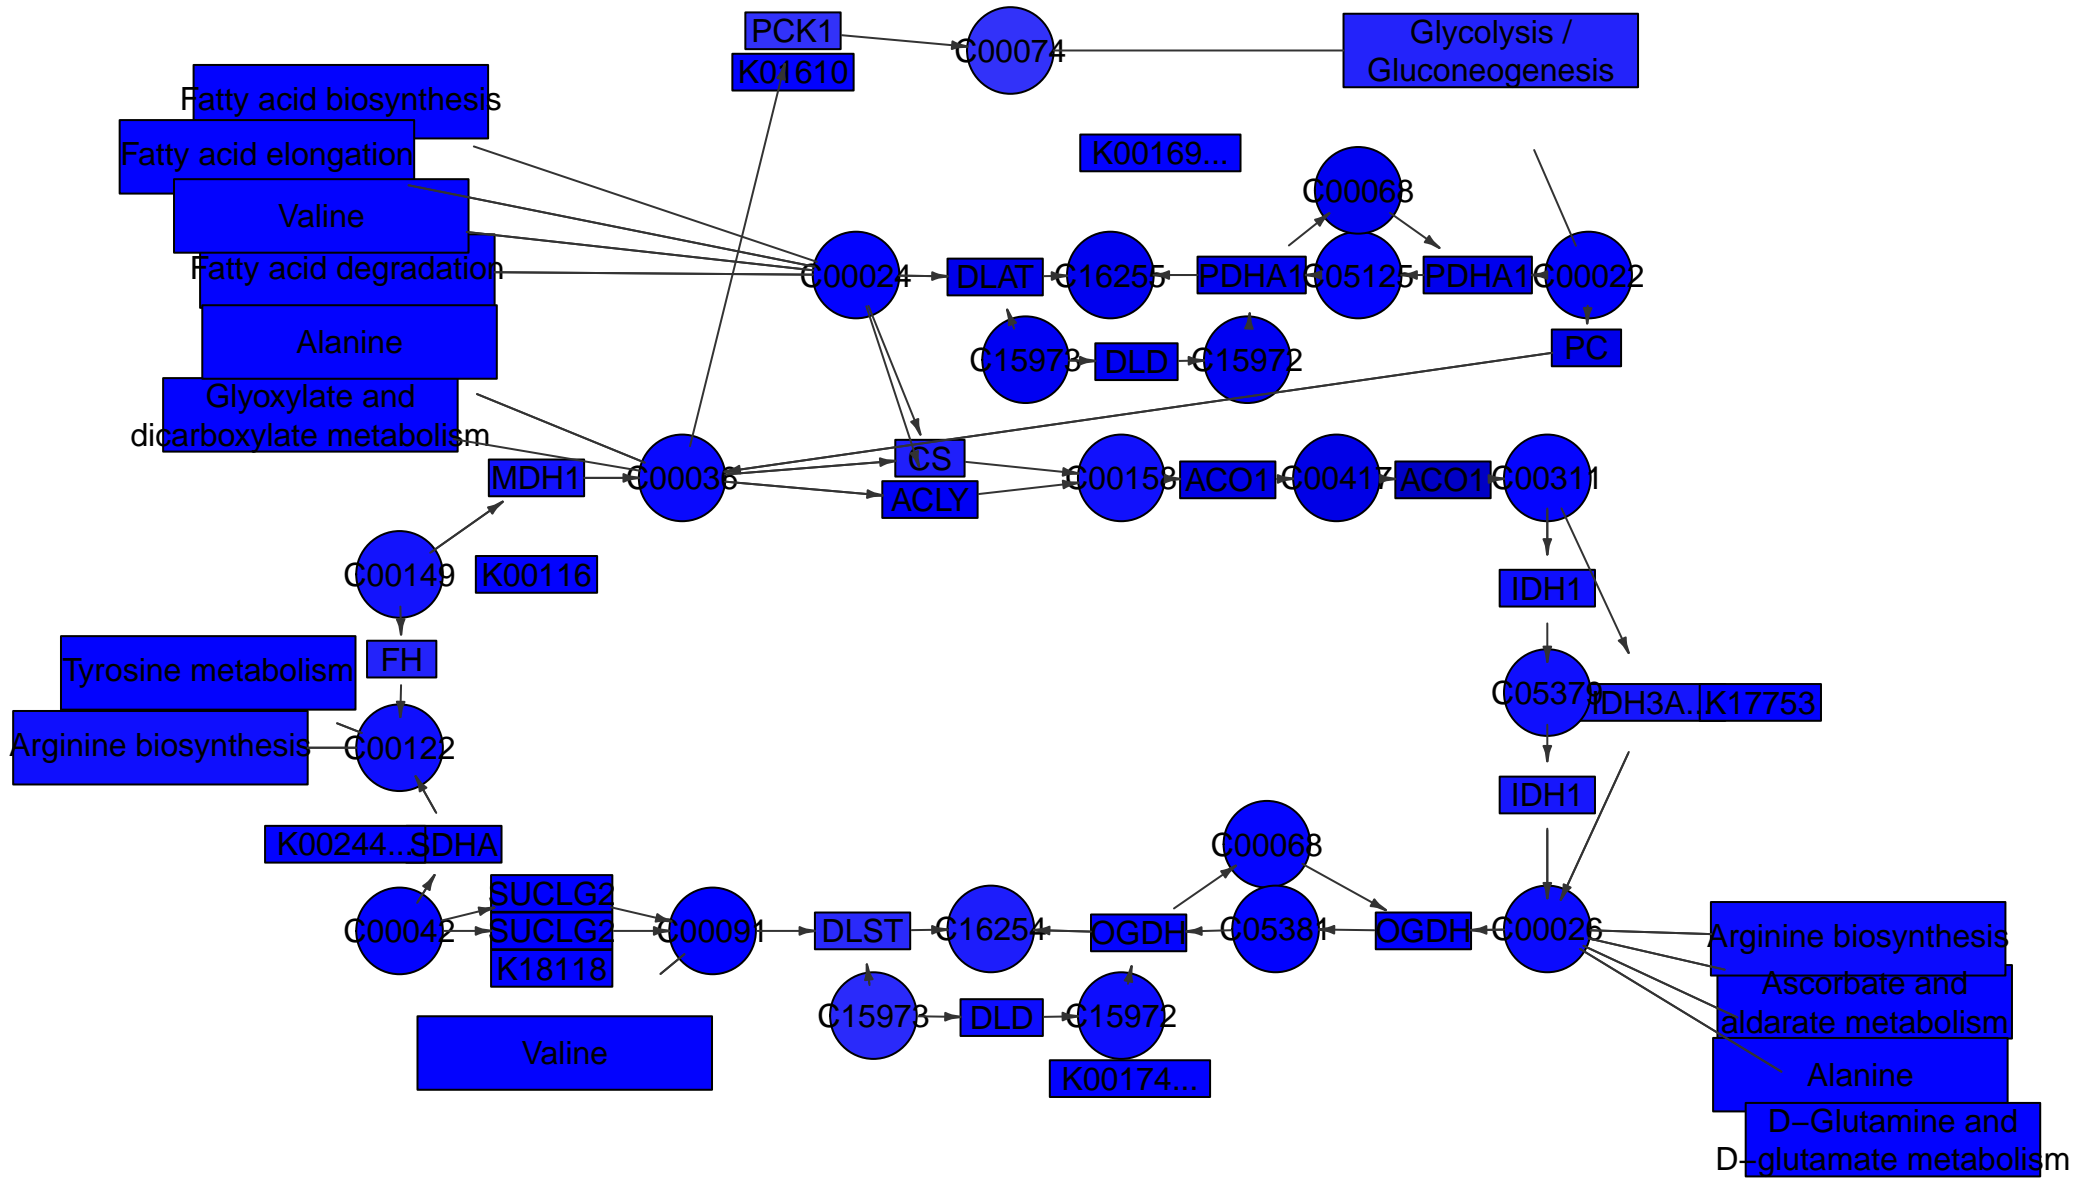 PCK1
C00074
Glycolysis /
Gluconeogenesis
K01610
Fatty acid biosynthesis
Fatty acid elongation
K00169...
C00068
Valine
Fatty acid degradation
C00024
DLAT
C16255
PDHA1
C05125
PDHA1
C00022
Alanine
C15973
DLD
C15972
PC
Glyoxylate and
dicarboxylate metabolism
MDH1
C00036
CS
ACLY
C00158
ACO1
C00417
ACO1
C00311
C00149
K00116
IDH1
Tyrosine metabolism
FH
C05379
IDH3A...
K17753
Arginine biosynthesis
C00122
IDH1
K00244...
SDHA
C00068
SUCLG2
C00042
SUCLG2
C00091
DLST
C16254
OGDH
C05381
OGDH
C00026
Arginine biosynthesis
K18118
Ascorbate and
aldarate metabolism
C15973
DLD
C15972
Valine
K00174...
Alanine
D–Glutamine and
D–glutamate metabolism